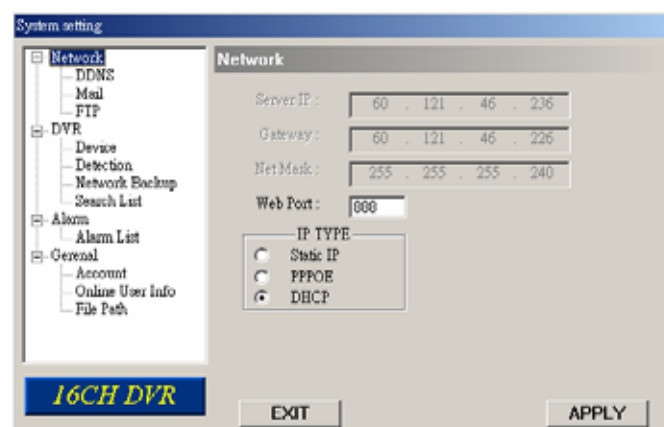 System setting
Network
DDNS
Mail
FTP
DVR
Device
Detection
Network Backup
Search List
Alarm
Alarm List
Gerenal
Account
Online User Info
File Path
16CH DVR
Network
Server IP : 60 . 121 . 46 . 236
Gateway : 60 . 121 . 46 . 226
Net Mask : 255 . 255 . 255 . 240
Web Port : 888
IP TYPE
Static IP
PPPOE
DHCP
EXIT
APPLY